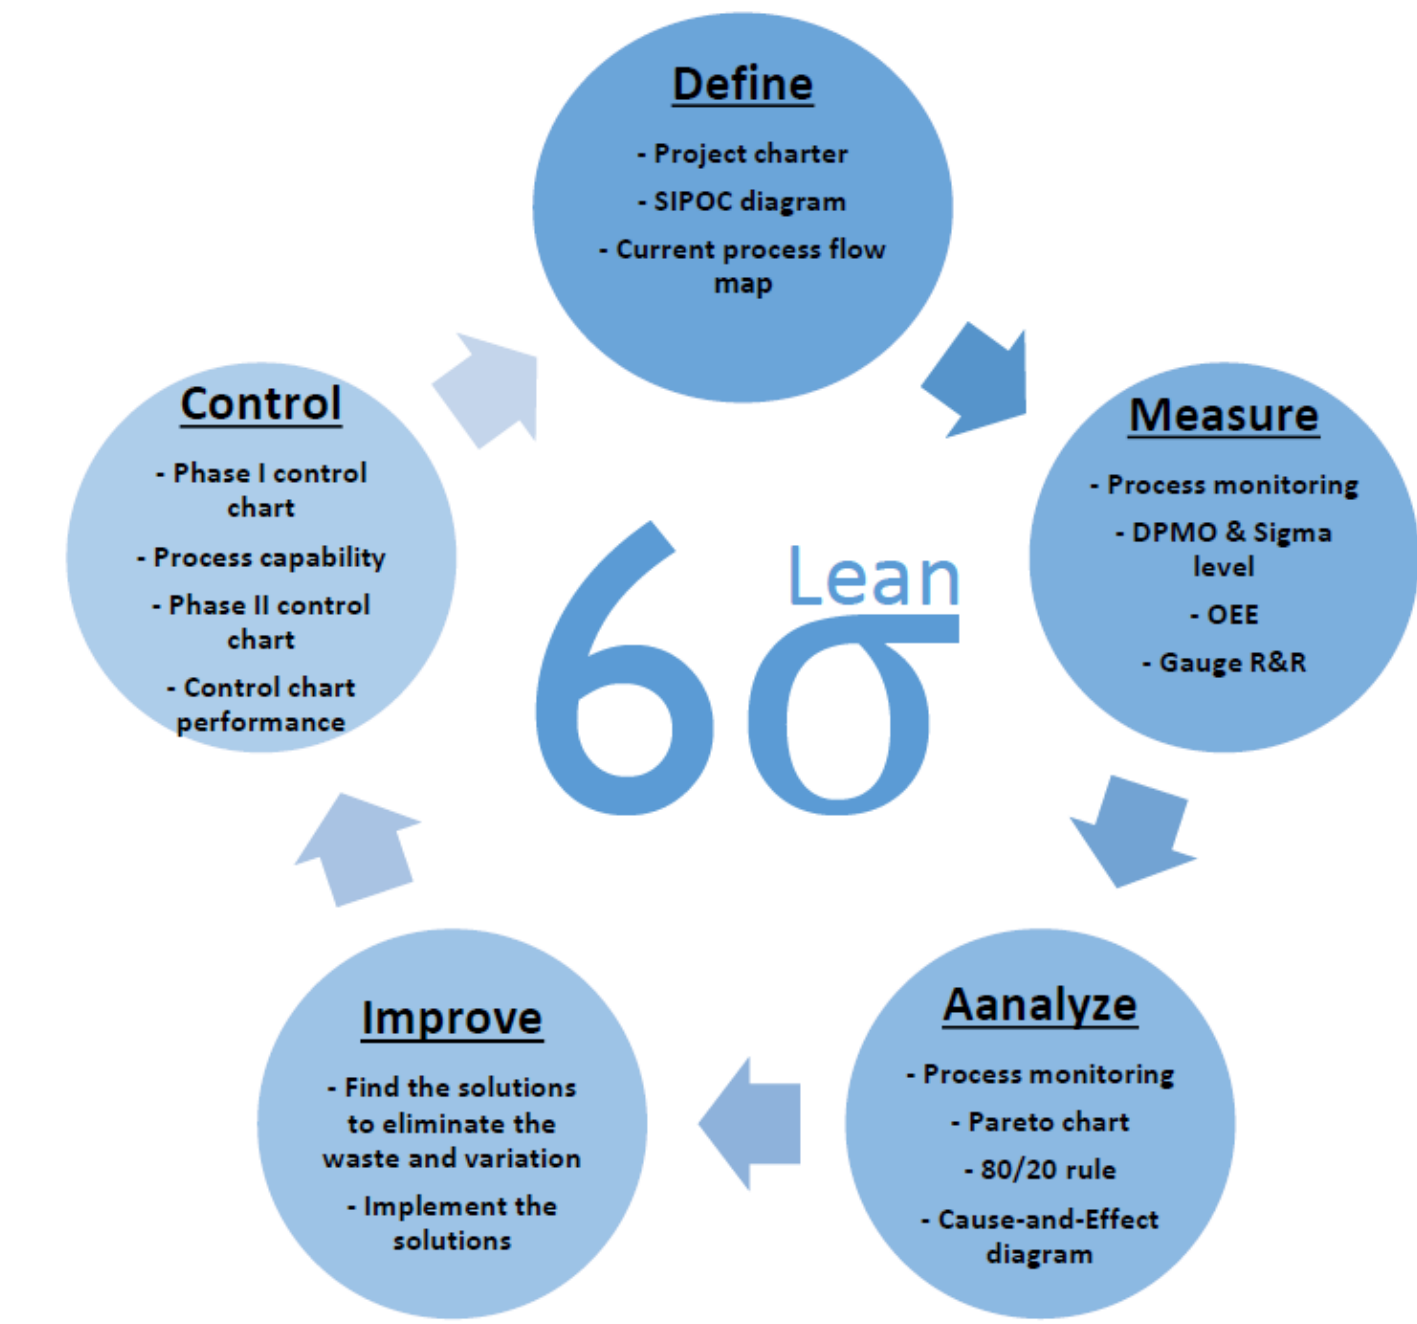 Define
- Project charter
- SIPOC diagram
- Current process flow
map
Measure
- Process monitoring
- DPMO & Sigma
level
- OEE
- Gauge R&R
Aanalyze
- Process monitoring
- Pareto chart
- 80/20 rule
- Cause-and-Effect
diagram
Improve
- Find the solutions
to eliminate the
waste and variation
- Implement the
solutions
Control
- Phase I control
chart
- Process capability
- Phase II control
chart
- Control chart
performance
Lean
6σ